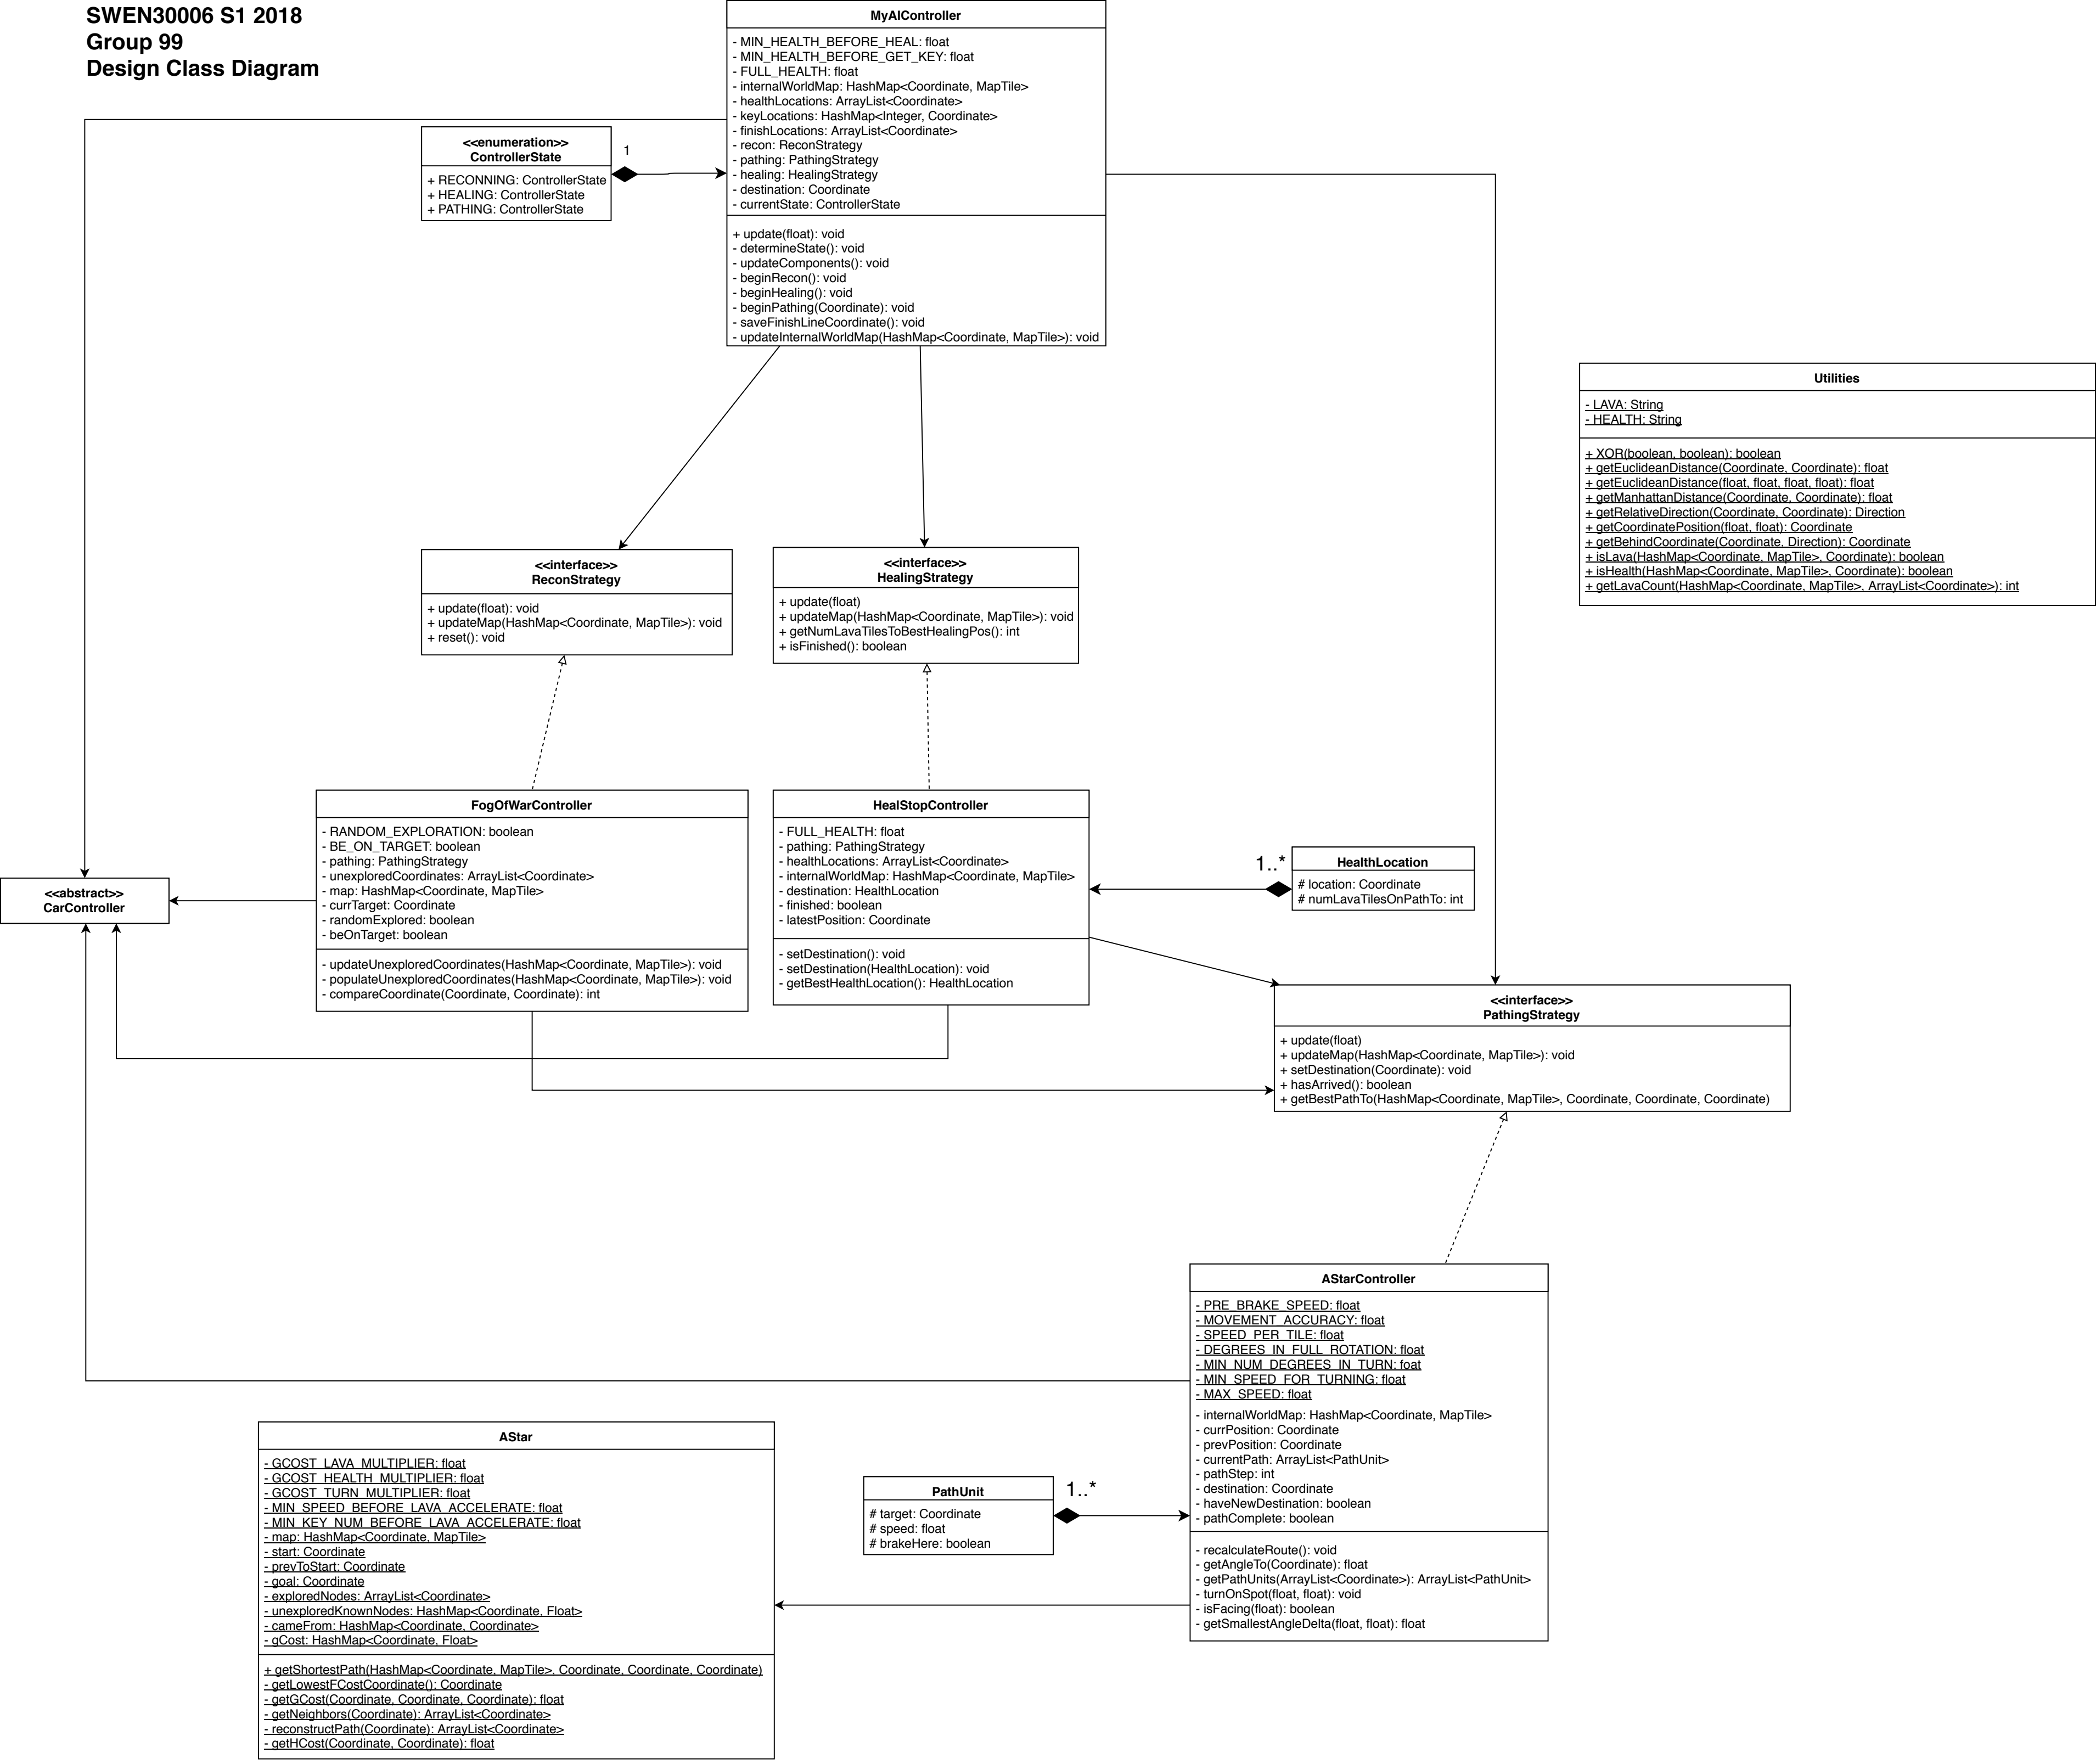 SWEN30006 S1 2018
Group 99
Design Class Diagram
MyAIController
- MIN_HEALTH_BEFORE_HEAL: float
- MIN_HEALTH_BEFORE_GET_KEY: float
- FULL_HEALTH: float
- internalWorldMap: HashMap<Coordinate, MapTile>
- healthLocations: ArrayList<Coordinate>
- keyLocations: HashMap<Integer, Coordinate>
- finishLocations: ArrayList<Coordinate>
- recon: ReconStrategy
- pathing: PathingStrategy
- healing: HealingStrategy
- destination: Coordinate
- currentState: ControllerState
+ update(float): void
- determineState(): void
- updateComponents(): void
- beginRecon(): void
- beginHealing(): void
- beginPathing(Coordinate): void
- saveFinishLineCoordinate(): void
- updateInternalWorldMap(HashMap<Coordinate, MapTile>): void
<<enumeration>>
ControllerState
+ RECONNING: ControllerState
+ HEALING: ControllerState
+ PATHING: ControllerState
1
Utilities
- LAVA: String
- HEALTH: String
+ XOR(boolean, boolean): boolean
+ getEuclideanDistance(Coordinate, Coordinate): float
+ getEuclideanDistance(float, float, float, float): float
+ getManhattanDistance(Coordinate, Coordinate): float
+ getRelativeDirection(Coordinate, Coordinate): Direction
+ getCoordinatePosition(float, float): Coordinate
+ getBehindCoordinate(Coordinate, Direction): Coordinate
+ isLava(HashMap<Coordinate, MapTile>, Coordinate): boolean
+ isHealth(HashMap<Coordinate, MapTile>, Coordinate): boolean
+ getLavaCount(HashMap<Coordinate, MapTile>, ArrayList<Coordinate>): int
<<interface>>
ReconStrategy
+ update(float): void
+ updateMap(HashMap<Coordinate, MapTile>): void
+ reset(): void
<<interface>>
HealingStrategy
+ update(float)
+ updateMap(HashMap<Coordinate, MapTile>): void
+ getNumLavaTilesToBestHealingPos(): int
+ isFinished(): boolean
FogOfWarController
- RANDOM_EXPLORATION: boolean
- BE_ON_TARGET: boolean
- pathing: PathingStrategy
- unexploredCoordinates: ArrayList<Coordinate>
- map: HashMap<Coordinate, MapTile>
- currTarget: Coordinate
- randomExplored: boolean
- beOnTarget: boolean
- updateUnexploredCoordinates(HashMap<Coordinate, MapTile>): void
- populateUnexploredCoordinates(HashMap<Coordinate, MapTile>): void
- compareCoordinate(Coordinate, Coordinate): int
HealStopController
- FULL_HEALTH: float
- pathing: PathingStrategy
- healthLocations: ArrayList<Coordinate>
- internalWorldMap: HashMap<Coordinate, MapTile>
- destination: HealthLocation
- finished: boolean
- latestPosition: Coordinate
- setDestination(): void
- setDestination(HealthLocation): void
- getBestHealthLocation(): HealthLocation
1..*
HealthLocation
# location: Coordinate
# numLavaTilesOnPathTo: int
<<abstract>>
CarController
<<interface>>
PathingStrategy
+ update(float)
+ updateMap(HashMap<Coordinate, MapTile>): void
+ setDestination(Coordinate): void
+ hasArrived(): boolean
+ getBestPathTo(HashMap<Coordinate, MapTile>, Coordinate, Coordinate, Coordinate)
AStarController
- PRE_BRAKE_SPEED: float
- MOVEMENT_ACCURACY: float
- SPEED_PER_TILE: float
- DEGREES_IN_FULL_ROTATION: float
- MIN_NUM_DEGREES_IN_TURN: foat
- MIN_SPEED_FOR_TURNING: float
- MAX_SPEED: float
- internalWorldMap: HashMap<Coordinate, MapTile>
- currPosition: Coordinate
- prevPosition: Coordinate
- currentPath: ArrayList<PathUnit>
- pathStep: int
- destination: Coordinate
- haveNewDestination: boolean
- pathComplete: boolean
- recalculateRoute(): void
- getAngleTo(Coordinate): float
- getPathUnits(ArrayList<Coordinate>): ArrayList<PathUnit>
- turnOnSpot(float, float): void
- isFacing(float): boolean
- getSmallestAngleDelta(float, float): float
PathUnit
# target: Coordinate
# speed: float
# brakeHere: boolean
1..*
AStar
- GCOST_LAVA_MULTIPLIER: float
- GCOST_HEALTH_MULTIPLIER: float
- GCOST_TURN_MULTIPLIER: float
- MIN_SPEED_BEFORE_LAVA_ACCELERATE: float
- MIN_KEY_NUM_BEFORE_LAVA_ACCELERATE: float
- map: HashMap<Coordinate, MapTile>
- start: Coordinate
- prevToStart: Coordinate
- goal: Coordinate
- exploredNodes: ArrayList<Coordinate>
- unexploredKnownNodes: HashMap<Coordinate, Float>
- cameFrom: HashMap<Coordinate, Coordinate>
- gCost: HashMap<Coordinate, Float>
+ getShortestPath(HashMap<Coordinate, MapTile>, Coordinate, Coordinate, Coordinate)
- getLowestFCostCoordinate(): Coordinate
- getGCost(Coordinate, Coordinate, Coordinate): float
- getNeighbors(Coordinate): ArrayList<Coordinate>
- reconstructPath(Coordinate): ArrayList<Coordinate>
- getHCost(Coordinate, Coordinate): float